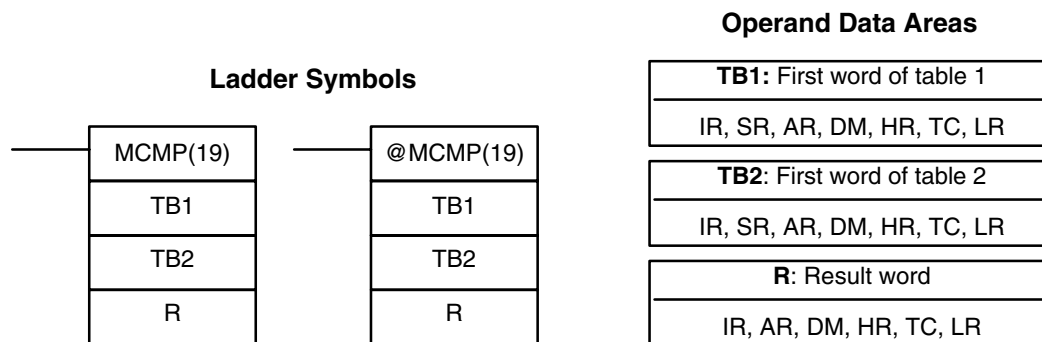 Operand Data Areas
Ladder Symbols
TB1: First word of table 1
IR, SR, AR, DM, HR, TC, LR
MCMP(19)
@MCMP(19)
TB1
TB1
TB2: First word of table 2
IR, SR, AR, DM, HR, TC, LR
TB2
TB2
R: Result word
R
R
IR, AR, DM, HR, TC, LR